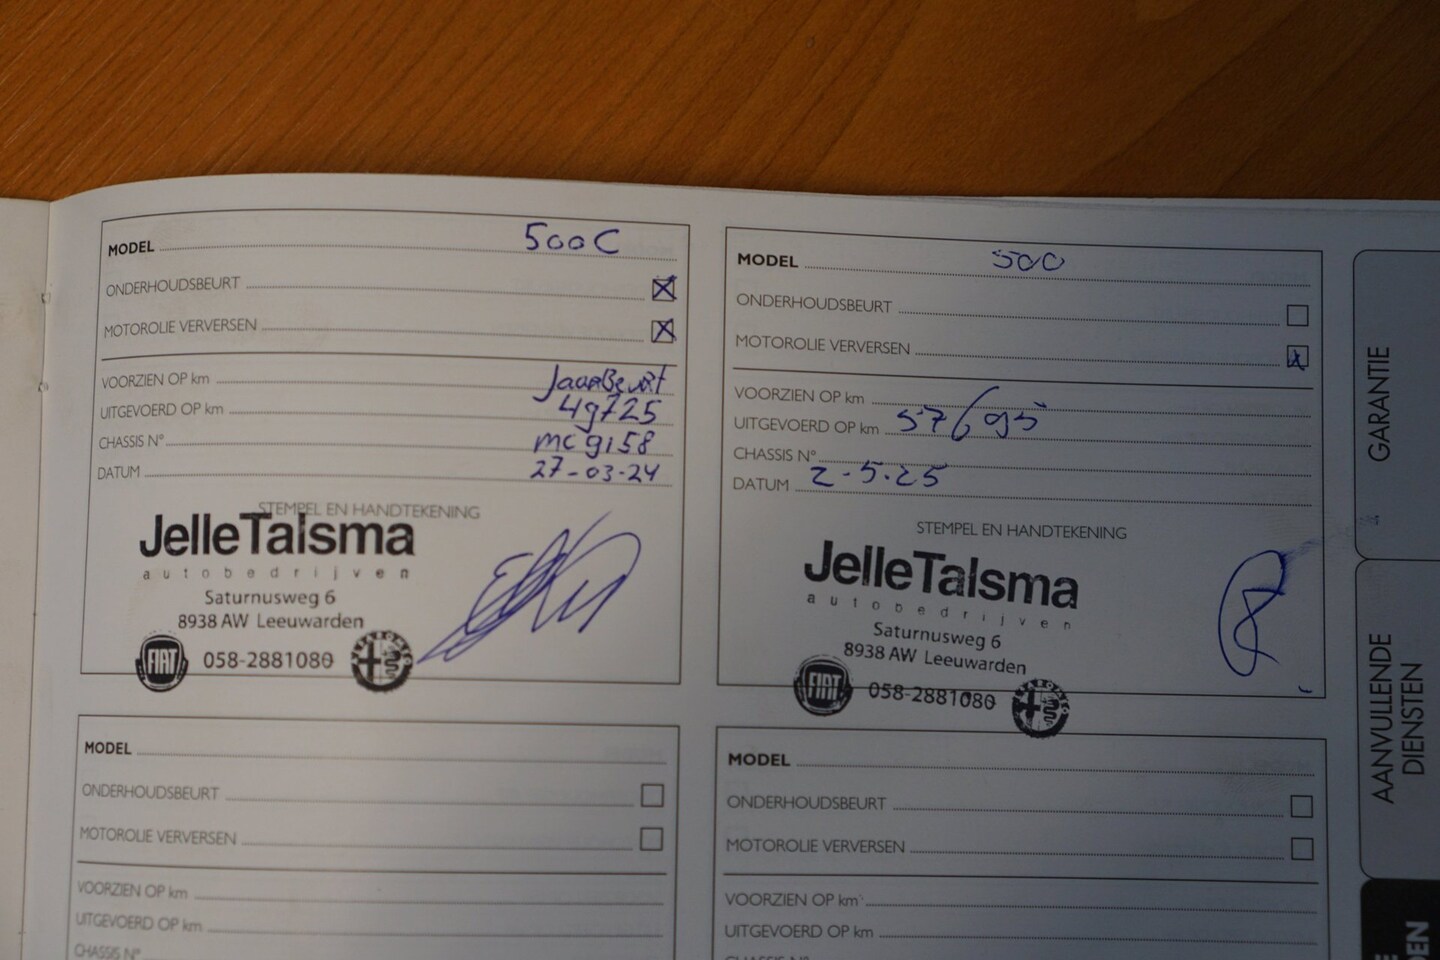 MODEL 500C
ONDERHOUDSBEURT
MOTOROLIE VERVERSEN
VOORZIEN OP km Jaarbeurt
UITGEVOERD OP km 49725
CHASSIS N° mc9158
DATUM 27-03-24
STEMPEL EN HANDTEKENING
JelleTalsma
autobedrijven
Saturnusweg 6
8938 AW Leeuwarden
FIAT 058-2881080
MODEL 500
ONDERHOUDSBEURT
MOTOROLIE VERVERSEN
VOORZIEN OP km
UITGEVOERD OP km
CHASSIS N°
DATUM 2-5-25
STEMPEL EN HANDTEKENING
JelleTalsma
autobedrijven
Saturnusweg 6
8938 AW Leeuwarden
FIAT 058-2881080
MODEL
ONDERHOUDSBEURT
MOTOROLIE VERVERSEN
VOORZIEN OP km
UITGEVOERD OP km
CHASSIS N°
MODEL
ONDERHOUDSBEURT
MOTOROLIE VERVERSEN
VOORZIEN OP km
UITGEVOERD OP km
GARANTIE
AANVULLENDE
DIENSTEN